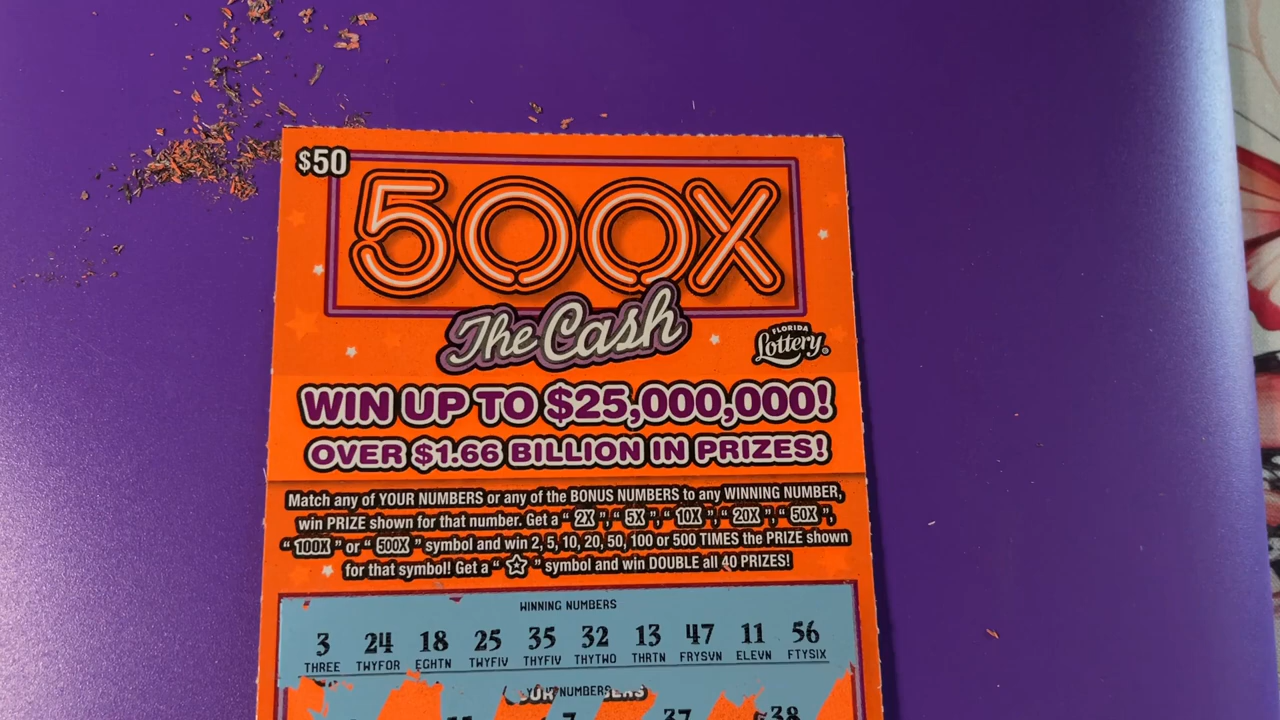 $50
500X
The Cash
FLORIDA
Lottery
WIN UP TO $25,000,000!
OVER $1.66 BILLION IN PRIZES!
Match any of YOUR NUMBERS or any of the BONUS NUMBERS to any WINNING NUMBER,
win PRIZE shown for that number. Get a “ 2X ”, “ 5X ”, “ 10X ”, “ 20X ”, “ 50X ”,
“ 100X ” or “ 500X ” symbol and win 2, 5, 10, 20, 50, 100 or 500 TIMES the PRIZE shown
for that symbol! Get a “ ☆ ” symbol and win DOUBLE all 40 PRIZES!
WINNING NUMBERS
3 24 18 25 35 32 13 47 11 56
THREE TWYFOR EGHTN TWYFIV THYFIV THYTWO THRTN FRYSVN ELEVN FTYSIX
YOUR NUMBERS
7 37 38